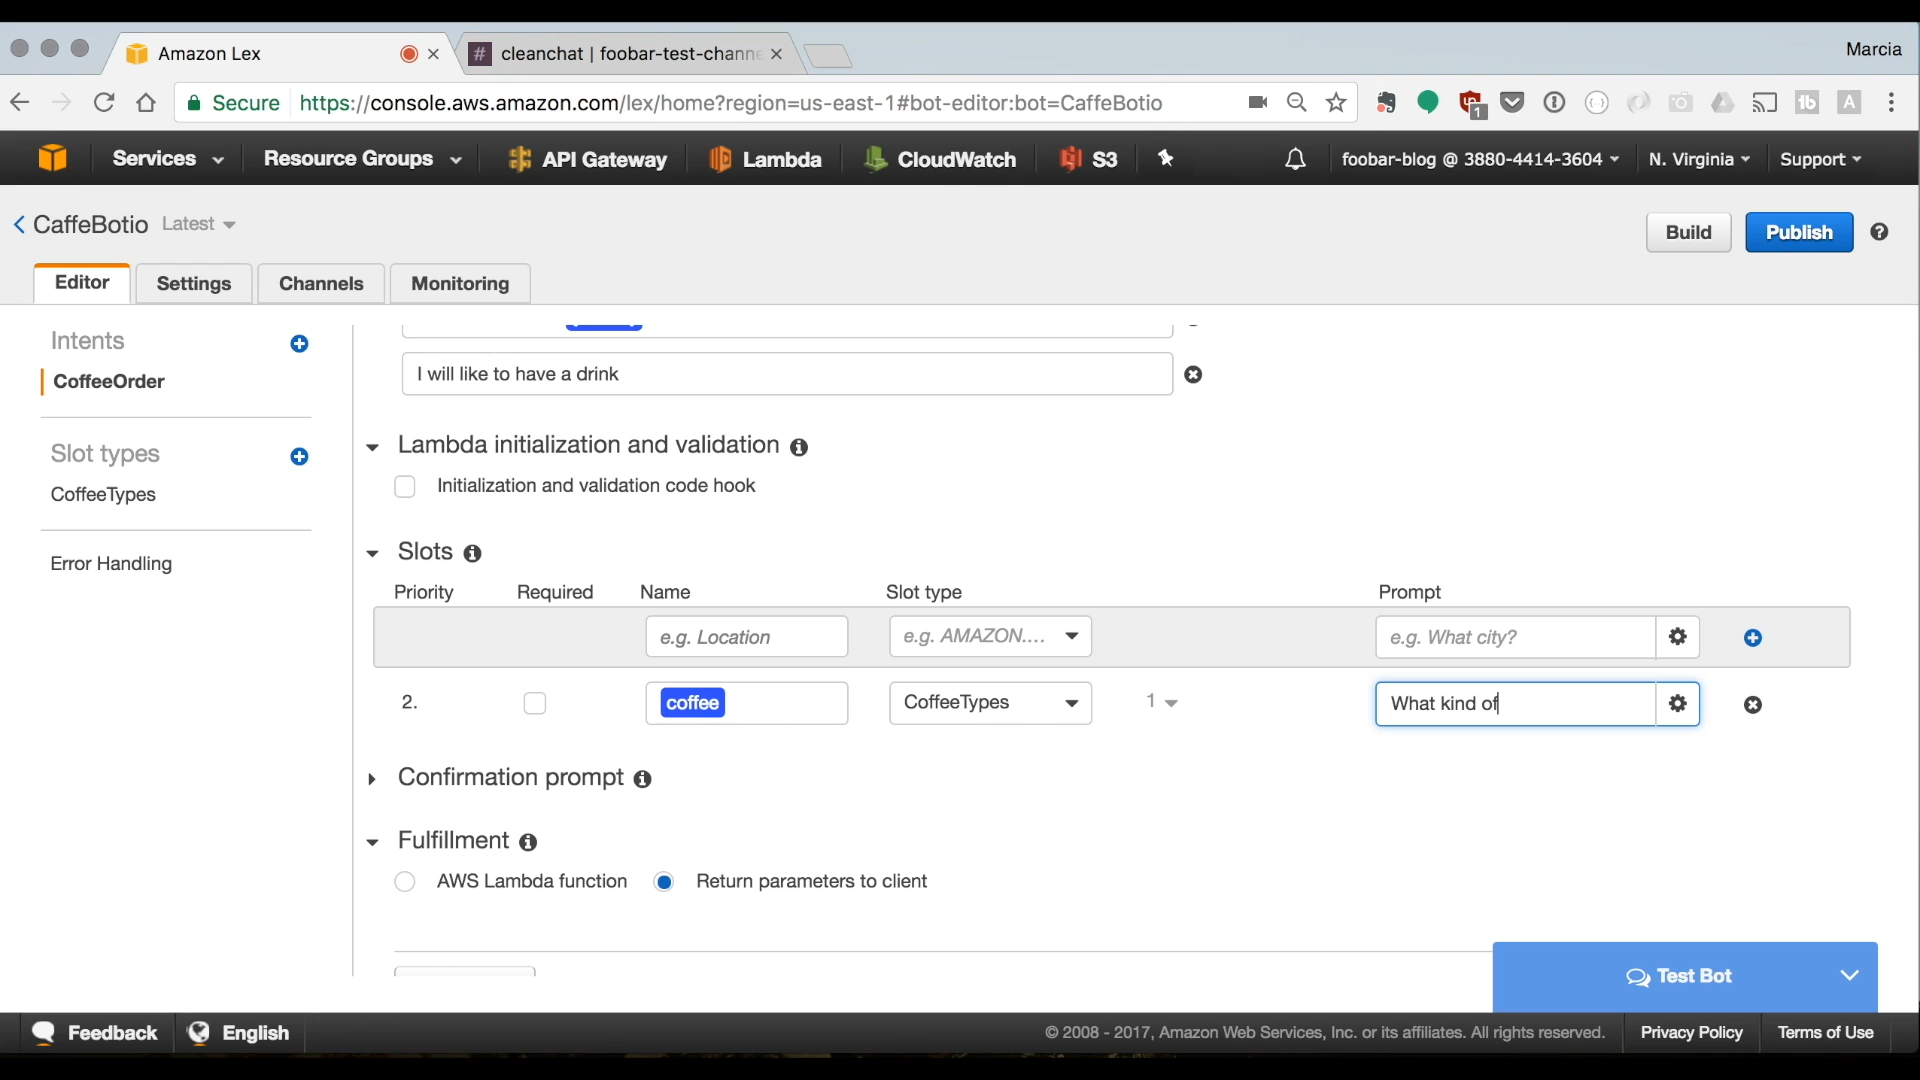 Marcia
Amazon Lex
# cleanchat | foobar-test-channe
Secure https://console.aws.amazon.com/lex/home?region=us-east-1#bot-editor:bot=CaffeBotio
1
Services Resource Groups API Gateway Lambda CloudWatch S3 foobar-blog @ 3880-4414-3604 N. Virginia Support
CaffeBotio Latest
Build Publish
Editor Settings Channels Monitoring
Intents
CoffeeOrder
Slot types
CoffeeTypes
Error Handling
I will like to have a drink
Lambda initialization and validation
Initialization and validation code hook
Slots
Priority Required Name Slot type Prompt
e.g. Location e.g. AMAZON.... e.g. What city?
2. coffee CoffeeTypes 1 What kind of
Confirmation prompt
Fulfillment
AWS Lambda function Return parameters to client
Test Bot
Feedback English © 2008 - 2017, Amazon Web Services, Inc. or its affiliates. All rights reserved. Privacy Policy Terms of Use